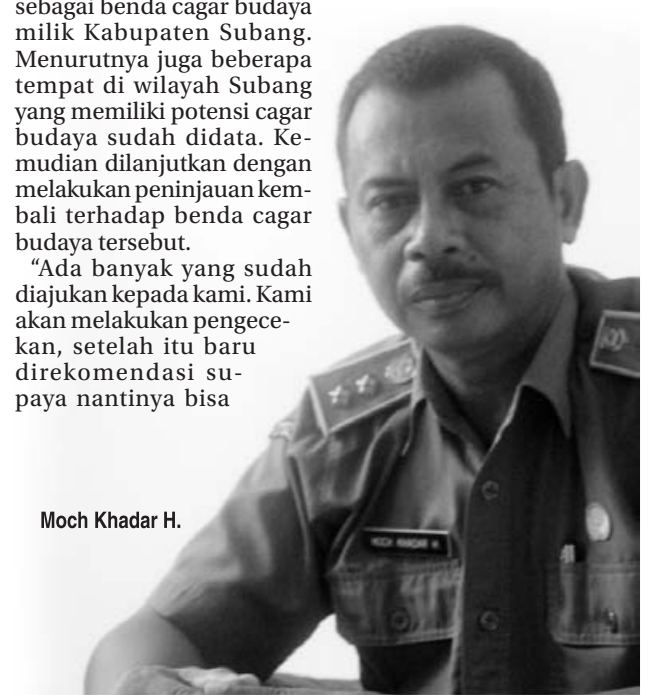 sebagai benda cagar budaya
milik Kabupaten Subang.
Menurutnya juga beberapa
tempat di wilayah Subang
yang memiliki potensi cagar
budaya sudah didata. Ke-
mudian dilanjutkan dengan
melakukan peninjauan kem-
bali terhadap benda cagar
budaya tersebut.
“Ada banyak yang sudah
diajukan kepada kami. Kami
akan melakukan pengece-
kan, setelah itu baru
direkomendasi su-
paya nantinya bisa
Moch Khadar H.
MOCH KHADAR H.